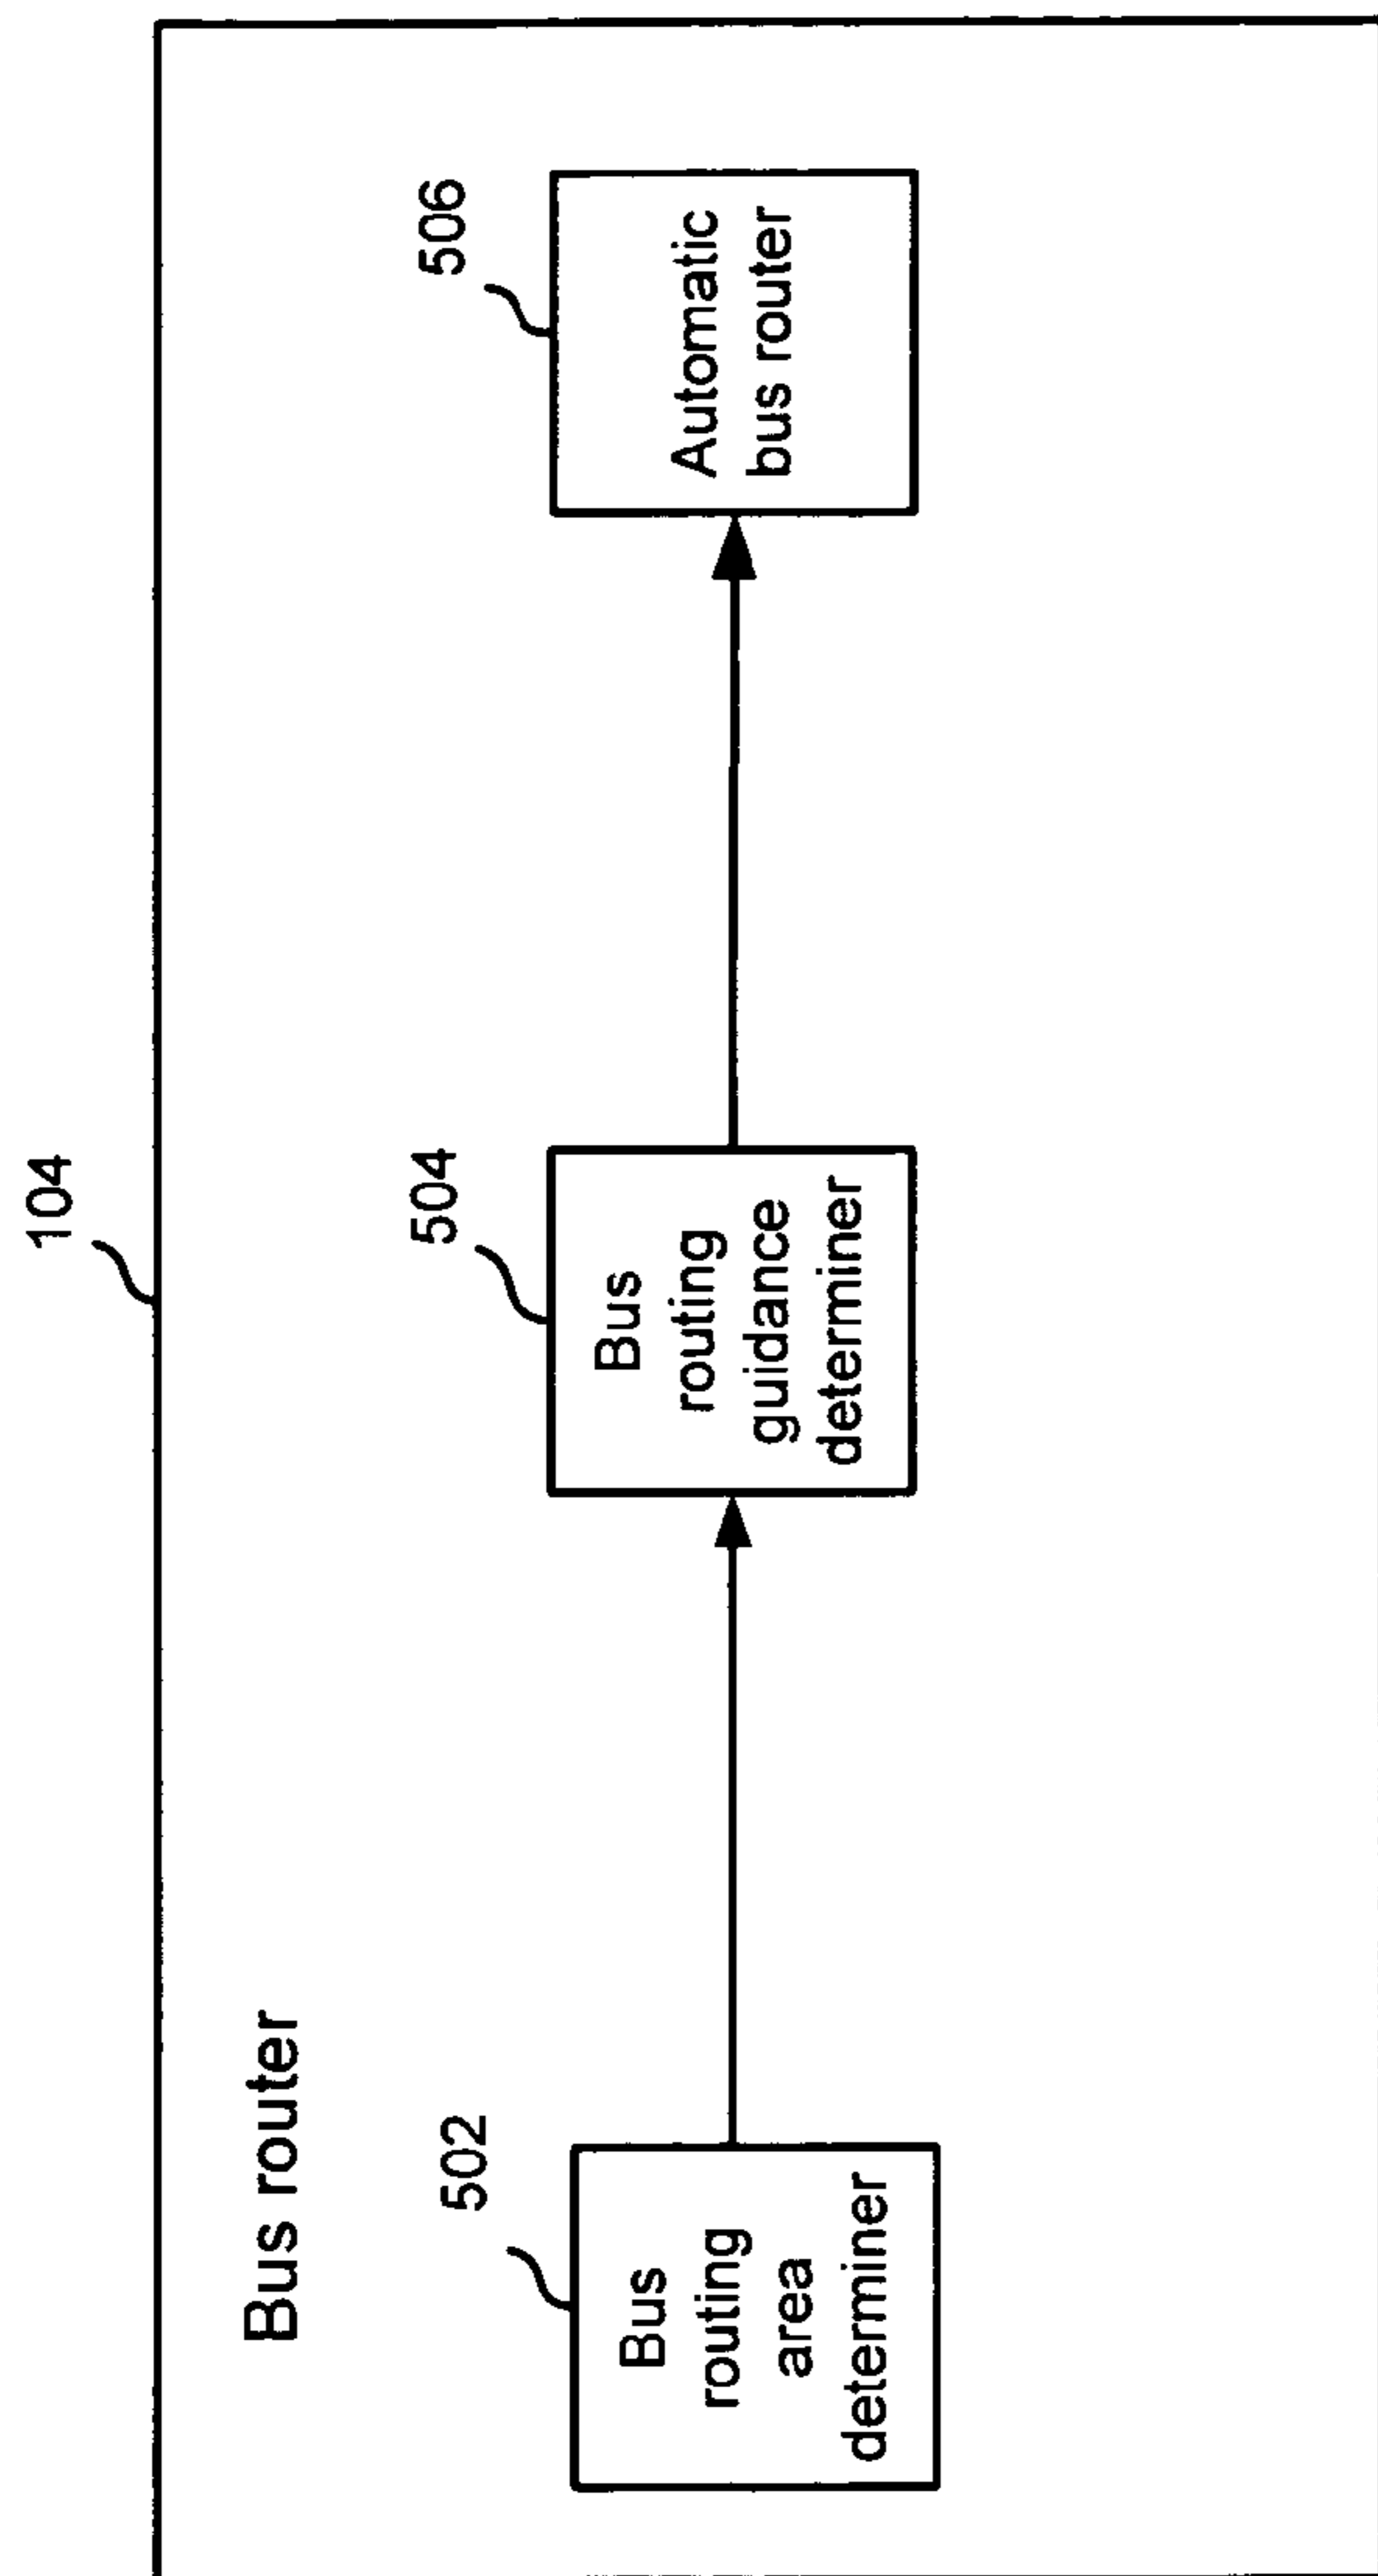 104
Bus router
502
Bus
routing
area
determiner
504
Bus
routing
guidance
determiner
506
Automatic
bus router